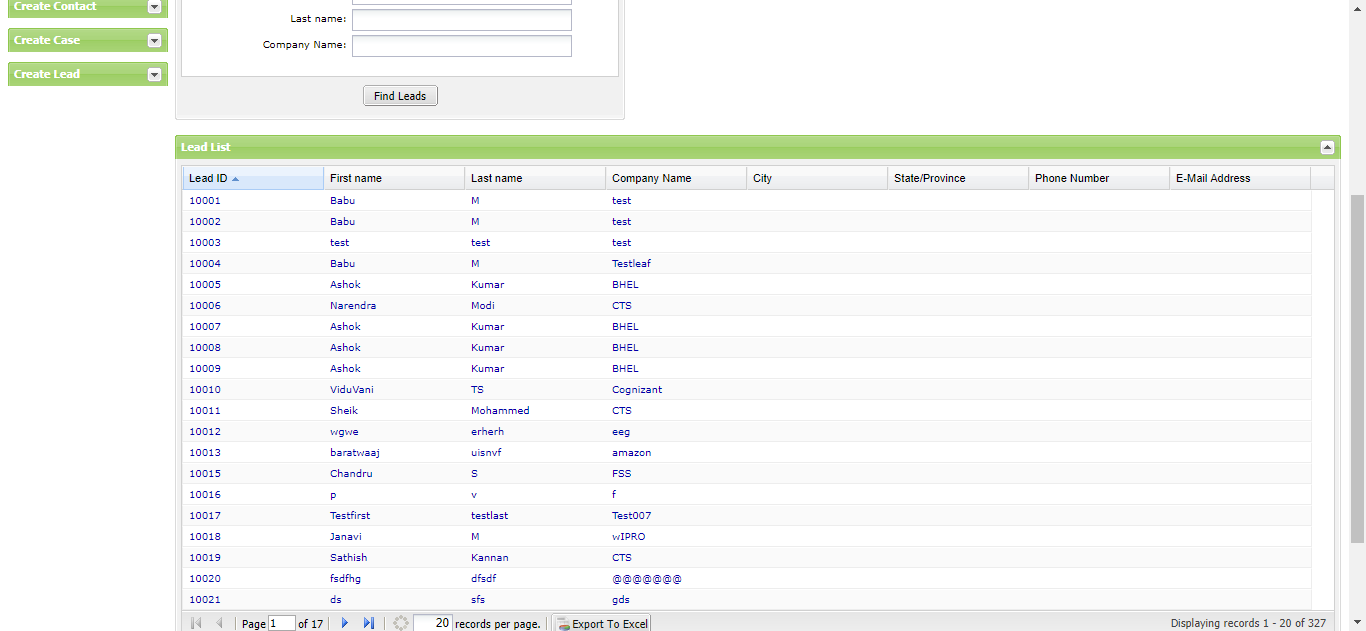 Create Contact
Last name:
Create Case
Company Name:
Create Lead
Find Leads
Lead List
Lead ID First name Last name Company Name City State/Province Phone Number E-Mail Address
10001 Babu M test
10002 Babu M test
10003 test test test
10004 Babu M Testleaf
10005 Ashok Kumar BHEL
10006 Narendra Modi CTS
10007 Ashok Kumar BHEL
10008 Ashok Kumar BHEL
10009 Ashok Kumar BHEL
10010 ViduVani TS Cognizant
10011 Sheik Mohammed CTS
10012 wgwe erherh eeg
10013 baratwaaj uisnvf amazon
10015 Chandru S FSS
10016 p v f
10017 Testfirst testlast Test007
10018 Janavi M wIPRO
10019 Sathish Kannan CTS
10020 fsdfhg dfsdf @@@@@@@
10021 ds sfs gds
Page 1 of 17 20 records per page. Export To Excel Displaying records 1 - 20 of 327